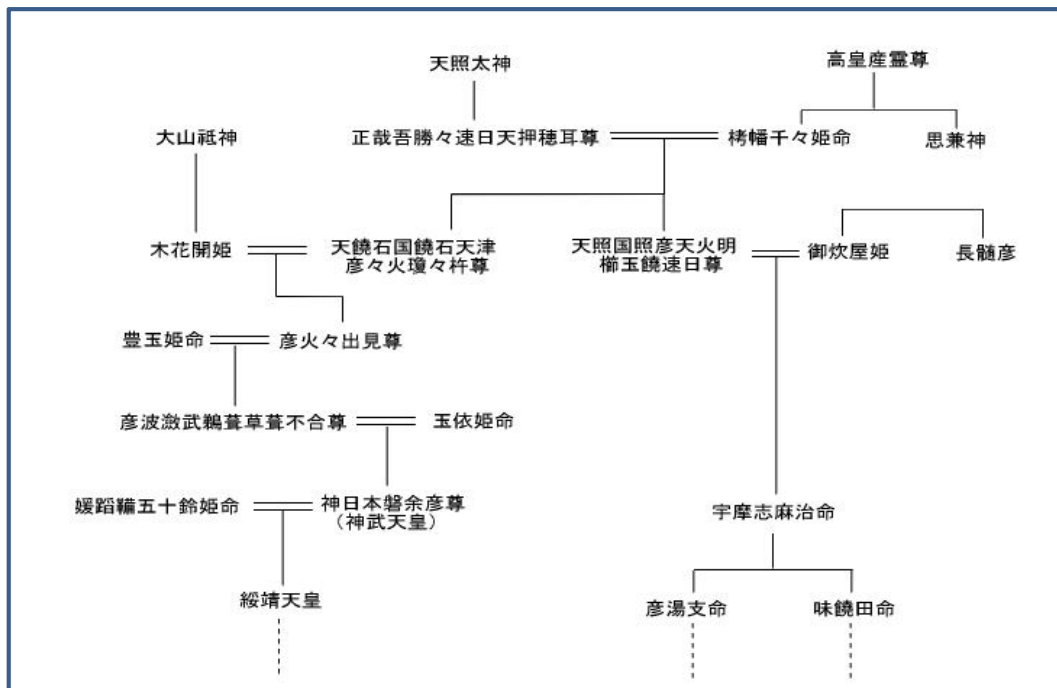 天照太神
高皇産霊尊
大山祗神
正哉吾勝々速日天押穂耳尊
栲幡千々姫命
思兼神
木花開姫
天饒石国饒石天津
彦々火瓊々杵尊
天照国照彦天火明
櫛玉饒速日尊
御炊屋姫
長髄彦
豊玉姫命
彦火々出見尊
彦波瀲武鵜葺草葺不合尊
玉依姫命
媛蹈鞴五十鈴姫命
神日本磐余彦尊
（神武天皇）
宇摩志麻治命
綏靖天皇
彦湯支命
味饒田命